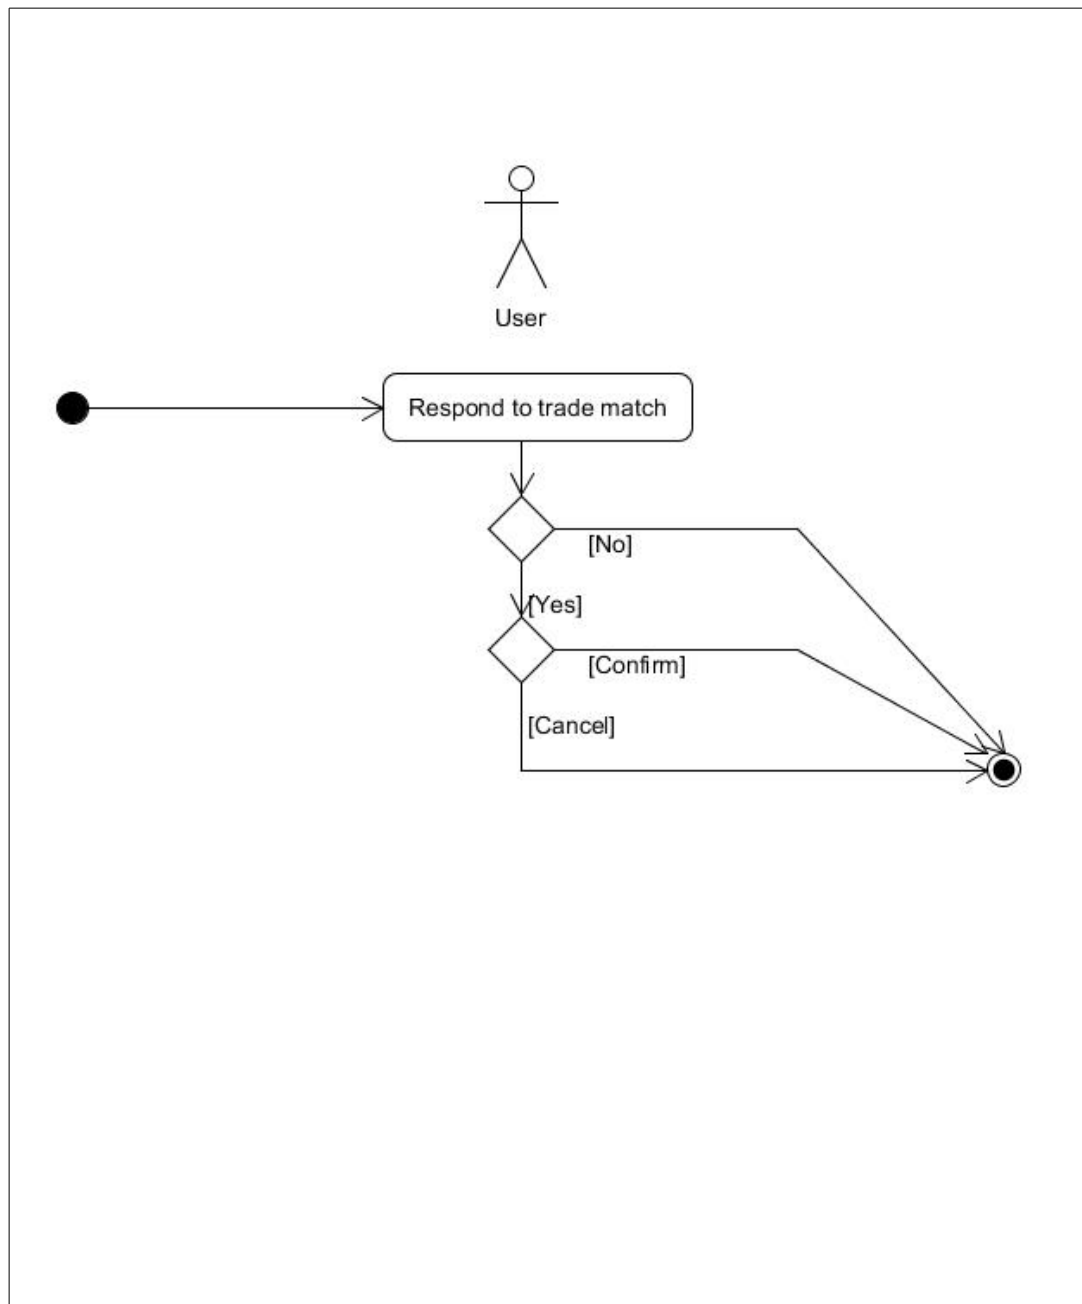 User
Respond to trade match
[No]
[Yes]
[Confirm]
[Cancel]